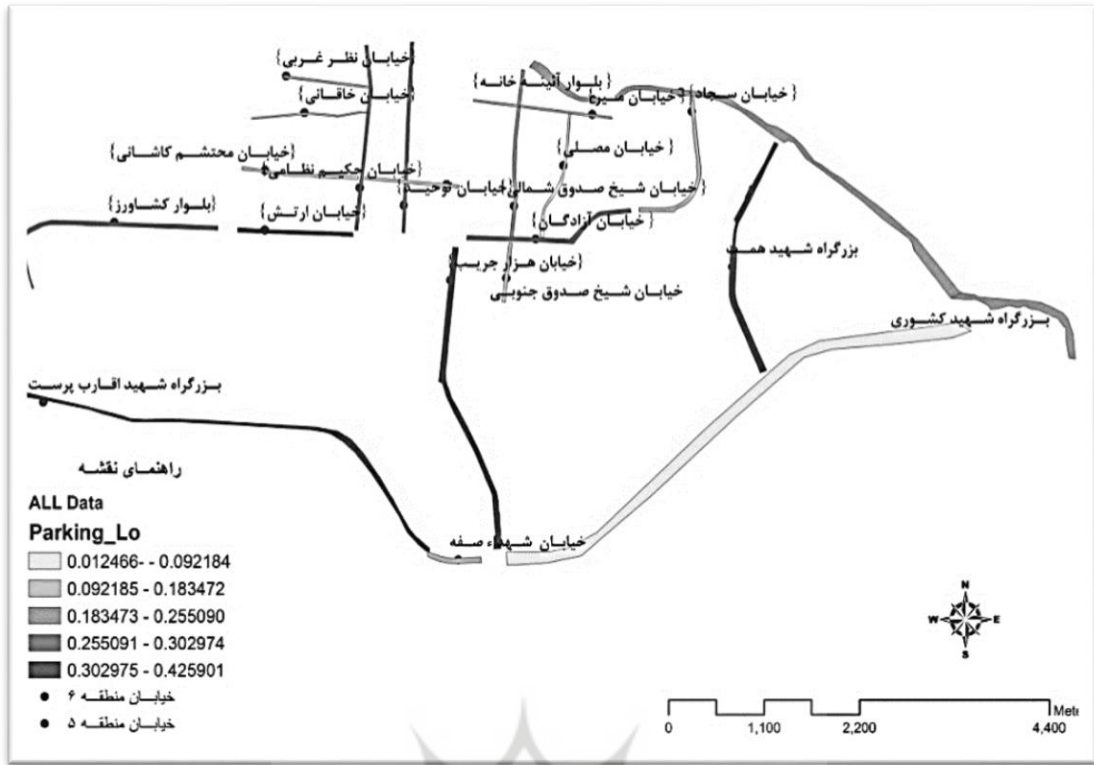 {خیابان نظر غربی}
{خیابان خاقانی}
{بلوار آئینه خانه}
{خیابان میر}
{خیابان سجاد}
{خیابان محتشم کاشانی}
{خیابان حکیم نظامی}
{خیابان مصلی}
{خیابان توحید}
{خیابان شیخ صدوق شمالی}
{بلوار کشاورز}
{خیابان ارتش}
{خیابان آزادگان}
{خیابان هزار جریب}
خیابان شیخ صدوق جنوبی
بزرگراه شهید همت
بزرگراه شهید کشوری
بزرگراه شهید اقارب پرست
خیابان شهداء صفه
راهنمای نقشه
ALL Data
Parking_Lo
0.012466- - 0.092184
0.092185 - 0.183472
0.183473 - 0.255090
0.255091 - 0.302974
0.302975 - 0.425901
خیابان منطقه ۶
خیابان منطقه ۵
N
W E
S
Mete
0 1,100 2,200 4,400